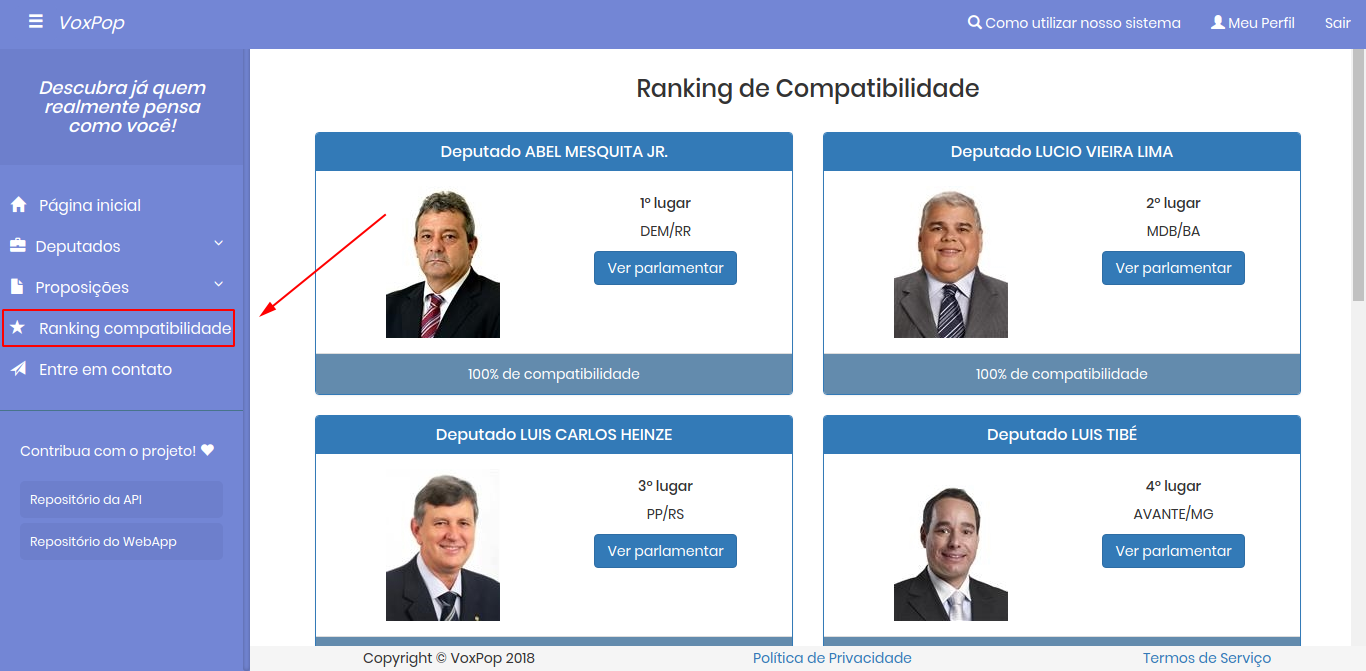 VoxPop
Como utilizar nosso sistema
Meu Perfil
Sair
Descubra já quem
realmente pensa
como você!
Página inicial
Deputados
Proposições
Ranking compatibilidade
Entre em contato
Contribua com o projeto!
Repositório da API
Repositório do WebApp
Ranking de Compatibilidade
Deputado ABEL MESQUITA JR.
1º lugar
DEM/RR
Ver parlamentar
100% de compatibilidade
Deputado LUCIO VIEIRA LIMA
2º lugar
MDB/BA
Ver parlamentar
100% de compatibilidade
Deputado LUIS CARLOS HEINZE
3º lugar
PP/RS
Ver parlamentar
Deputado LUIS TIBÉ
4º lugar
AVANTE/MG
Ver parlamentar
Copyright © VoxPop 2018
Política de Privacidade
Termos de Serviço